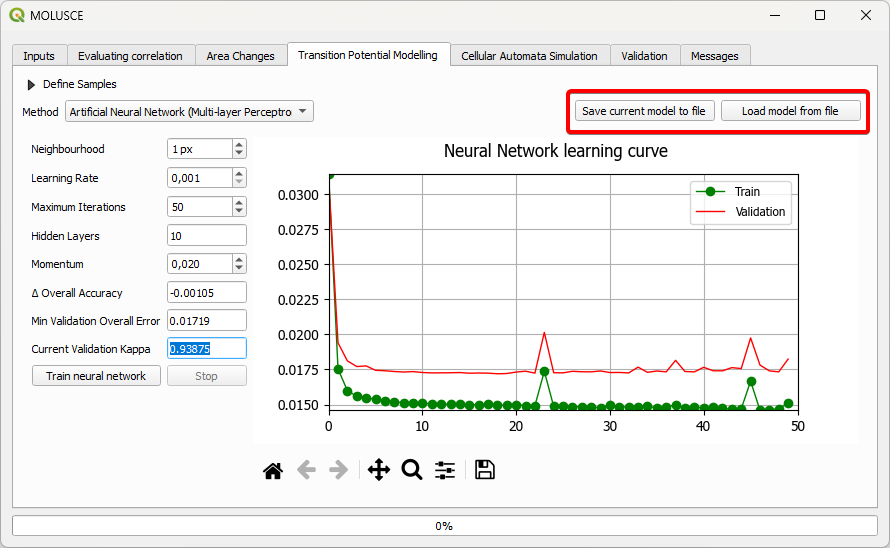 MOLUSCE
Inputs Evaluating correlation Area Changes Transition Potential Modelling Cellular Automata Simulation Validation Messages
Define Samples
Method Artificial Neural Network (Multi-layer Perceptro Save current model to file Load model from file
Neighbourhood 1 px
Learning Rate 0,001
Maximum Iterations 50
Hidden Layers 10
Momentum 0,020
Δ Overall Accuracy -0.00105
Min Validation Overall Error 0.01719
Current Validation Kappa 0.93875
Train neural network Stop
Neural Network learning curve
Train
Validation
0.0300
0.0275
0.0250
0.0225
0.0200
0.0175
0.0150
0 10 20 30 40 50
0%